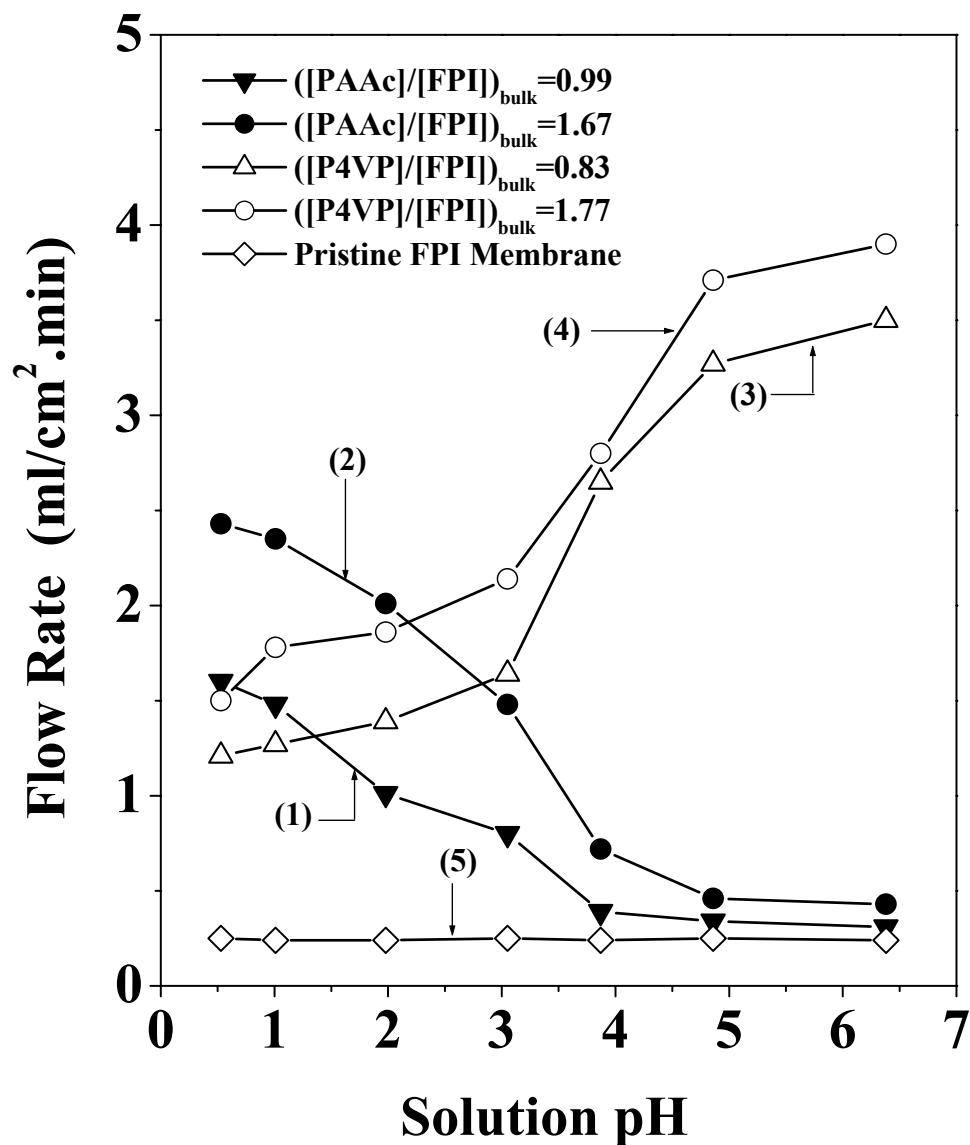 5
4
3
2
1
0
0 1 2 3 4 5 6 7
Flow Rate (ml/cm².min)
Solution pH
([PAAc]/[FPI])bulk=0.99
([PAAc]/[FPI])bulk=1.67
([P4VP]/[FPI])bulk=0.83
([P4VP]/[FPI])bulk=1.77
Pristine FPI Membrane
(4)
(3)
(2)
(1)
(5)